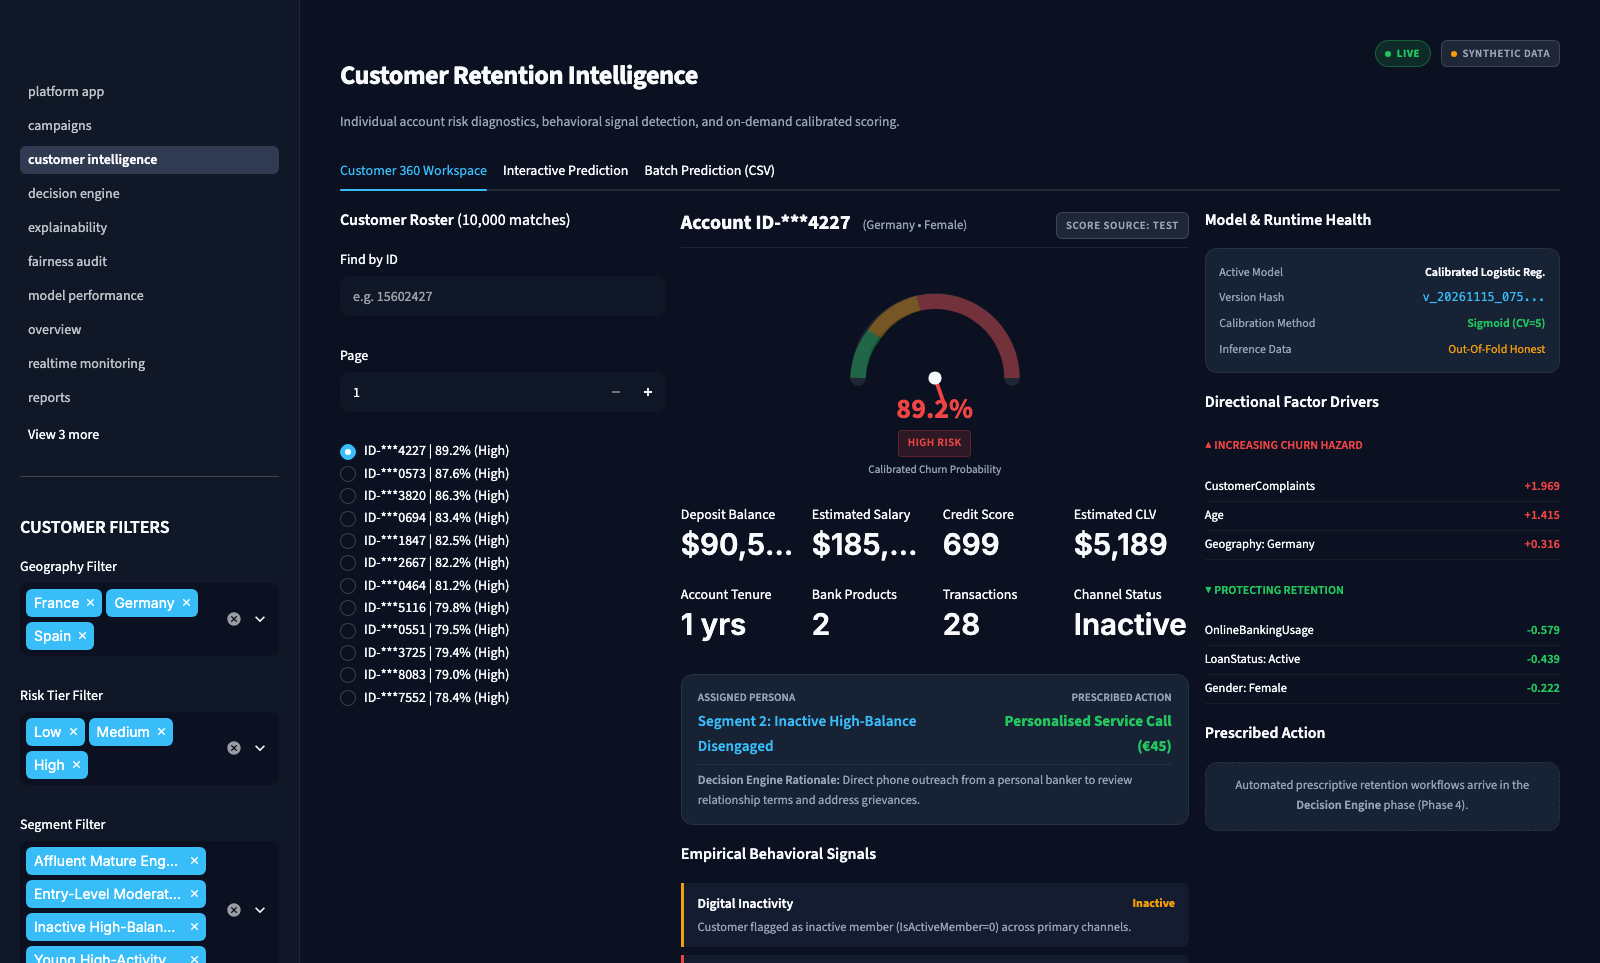 platform app
campaigns
customer intelligence
decision engine
explainability
fairness audit
model performance
overview
realtime monitoring
reports
View 3 more
CUSTOMER FILTERS
Geography Filter
France ×
Germany ×
Spain ×
Risk Tier Filter
Low ×
Medium ×
High ×
Segment Filter
Affluent Mature Eng... ×
Entry-Level Moderat... ×
Inactive High-Balan... ×
Young High-Activity ×
LIVE
SYNTHETIC DATA
Customer Retention Intelligence
Individual account risk diagnostics, behavioral signal detection, and on-demand calibrated scoring.
Customer 360 Workspace
Interactive Prediction
Batch Prediction (CSV)
Customer Roster (10,000 matches)
Find by ID
e.g. 15602427
Page
1 − +
ID-***4227 | 89.2% (High)
ID-***0573 | 87.6% (High)
ID-***3820 | 86.3% (High)
ID-***0694 | 83.4% (High)
ID-***1847 | 82.5% (High)
ID-***2667 | 82.2% (High)
ID-***0464 | 81.2% (High)
ID-***5116 | 79.8% (High)
ID-***0551 | 79.5% (High)
ID-***3725 | 79.4% (High)
ID-***8083 | 79.0% (High)
ID-***7552 | 78.4% (High)
Account ID-***4227 (Germany • Female)
SCORE SOURCE: TEST
89.2%
HIGH RISK
Calibrated Churn Probability
Deposit Balance
$90,5...
Estimated Salary
$185,...
Credit Score
699
Estimated CLV
$5,189
Account Tenure
1 yrs
Bank Products
2
Transactions
28
Channel Status
Inactive
ASSIGNED PERSONA
Segment 2: Inactive High-Balance
Disengaged
PRESCRIBED ACTION
Personalised Service Call
(€45)
Decision Engine Rationale: Direct phone outreach from a personal banker to review
relationship terms and address grievances.
Empirical Behavioral Signals
Digital Inactivity
Inactive
Customer flagged as inactive member (IsActiveMember=0) across primary channels.
Model & Runtime Health
Active Model Calibrated Logistic Reg.
Version Hash v_20261115_075...
Calibration Method Sigmoid (CV=5)
Inference Data Out-Of-Fold Honest
Directional Factor Drivers
▲ INCREASING CHURN HAZARD
CustomerComplaints +1.969
Age +1.415
Geography: Germany +0.316
▼ PROTECTING RETENTION
OnlineBankingUsage -0.579
LoanStatus: Active -0.439
Gender: Female -0.222
Prescribed Action
Automated prescriptive retention workflows arrive in the
Decision Engine phase (Phase 4).